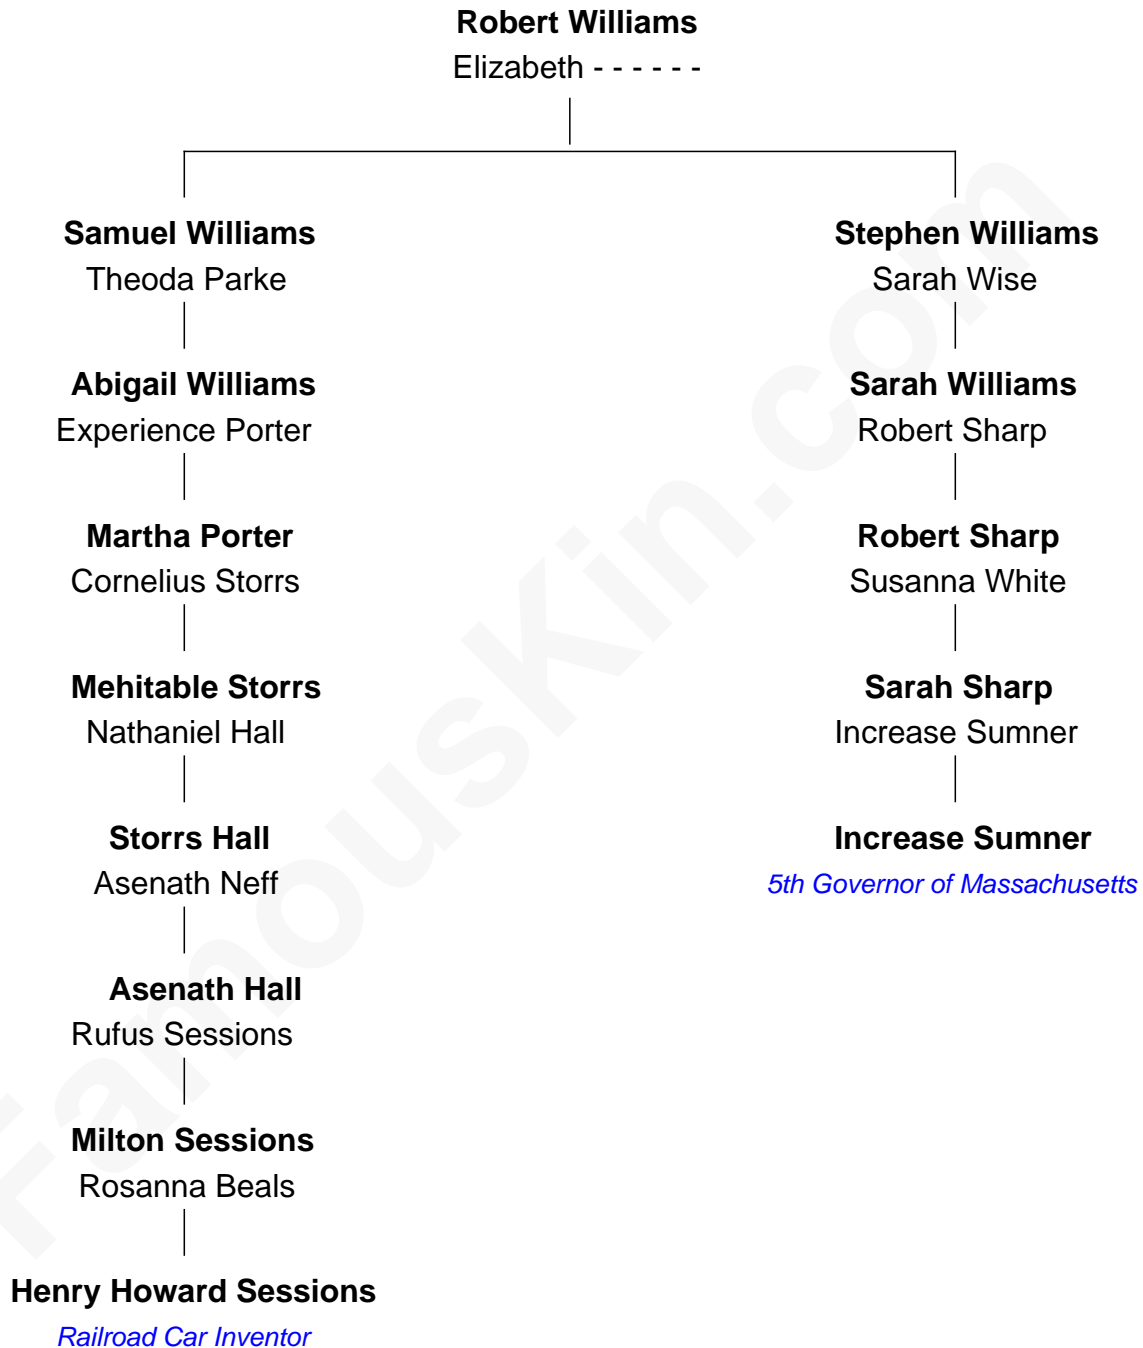 Robert Williams
Elizabeth - - - - - -
Samuel Williams
Theoda Parke
Abigail Williams
Experience Porter
Martha Porter
Cornelius Storrs
Mehitable Storrs
Nathaniel Hall
Storrs Hall
Asenath Neff
Asenath Hall
Rufus Sessions
Milton Sessions
Rosanna Beals
Henry Howard Sessions
Railroad Car Inventor
Stephen Williams
Sarah Wise
Sarah Williams
Robert Sharp
Robert Sharp
Susanna White
Sarah Sharp
Increase Sumner
Increase Sumner
5th Governor of Massachusetts
FamousKin.com